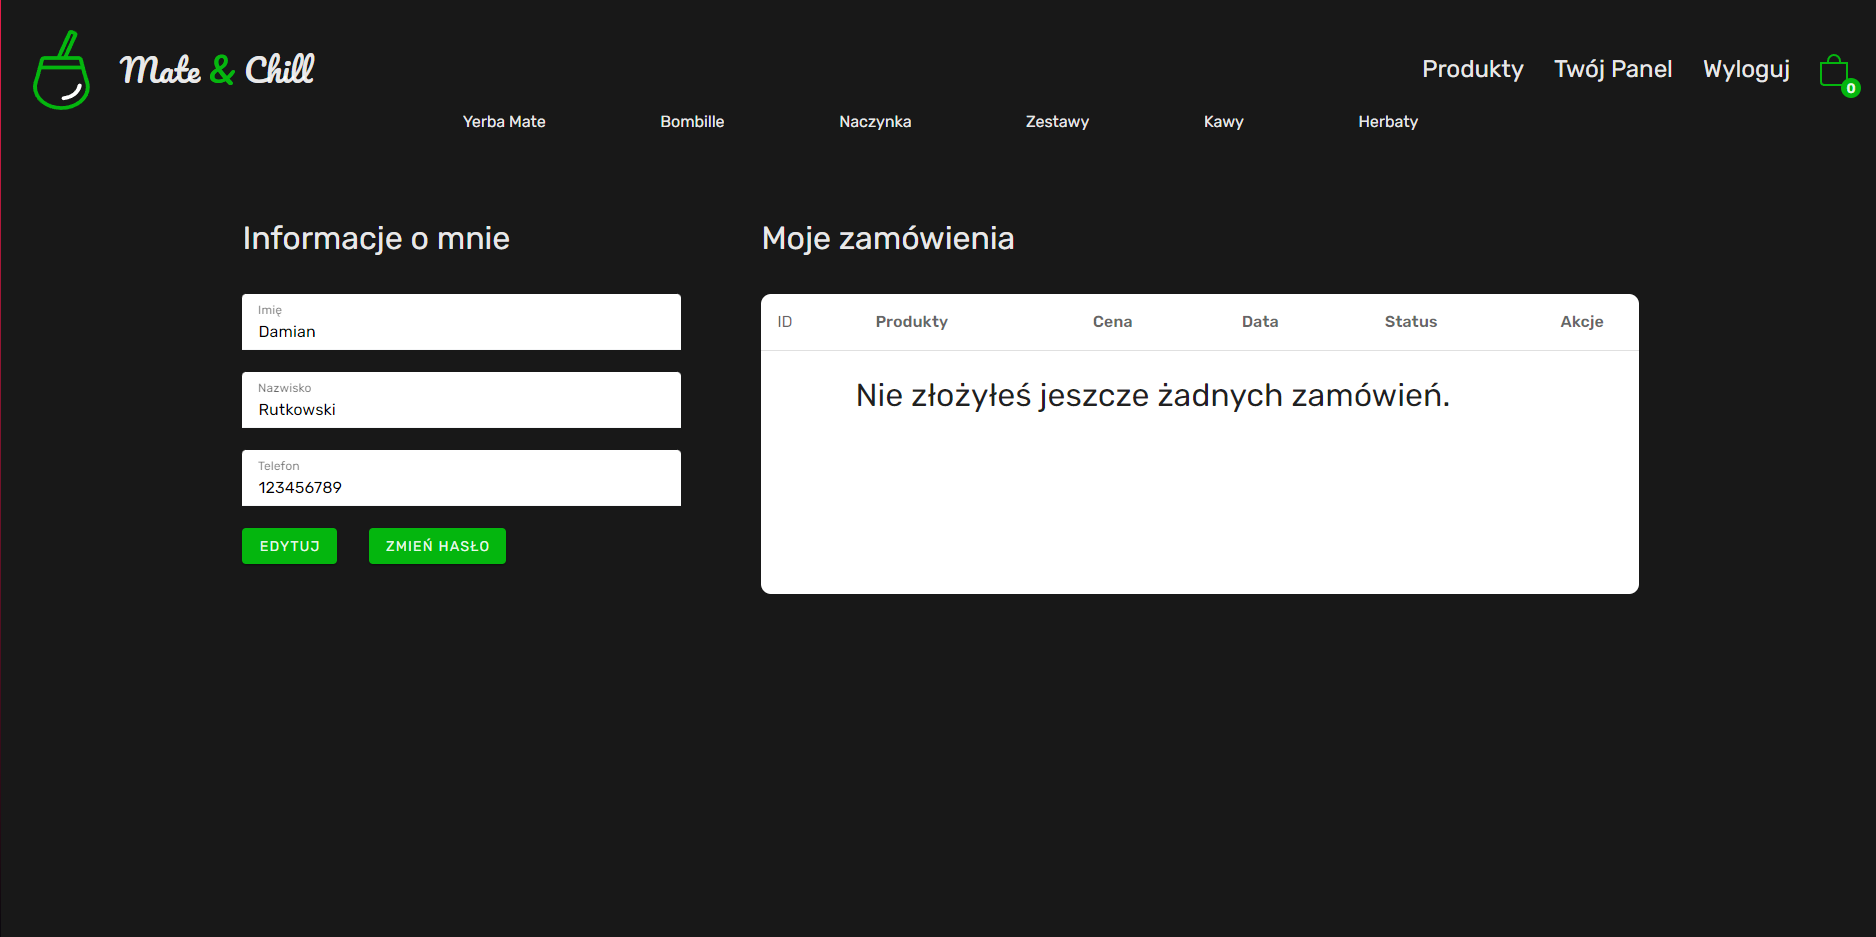 Mate & Chill
Produkty Twój Panel Wyloguj
0
Yerba Mate Bombille Naczynka Zestawy Kawy Herbaty
Informacje o mnie
Imię
Damian
Nazwisko
Rutkowski
Telefon
123456789
EDYTUJ ZMIEŃ HASŁO
Moje zamówienia
ID Produkty Cena Data Status Akcje
Nie złożyłeś jeszcze żadnych zamówień.